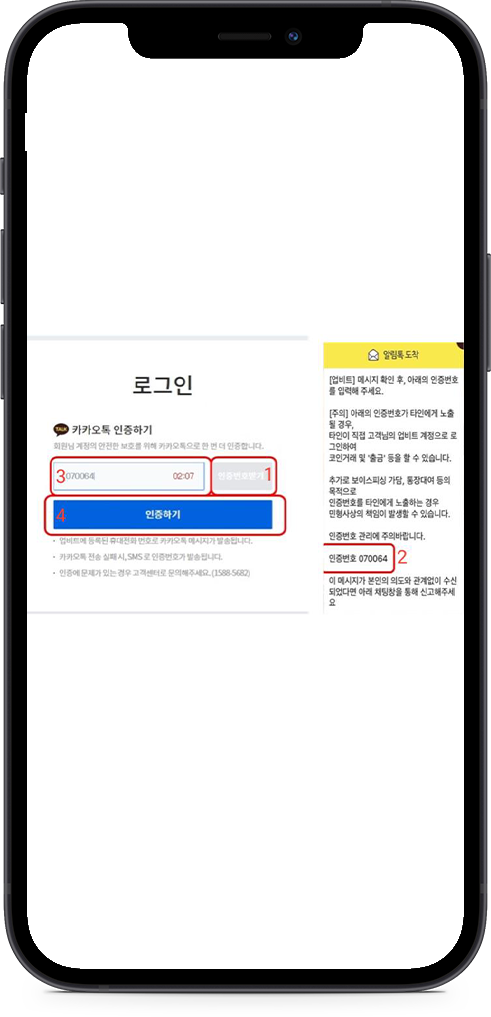 로그인
TALK 카카오톡 인증하기
회원님 계정의 안전한 보호를 위해 카카오톡으로 한 번 더 인증합니다.
3 070064 02:07 인증번호받기 1
4 인증하기
· 업비트에 등록된 휴대전화 번호로 카카오톡 메시지가 발송됩니다.
· 카카오톡 전송 실패 시, SMS 로 인증번호가 발송됩니다.
· 인증에 문제가 있는 경우 고객센터로 문의해주세요. (1588-5682)
알림톡 도착
[업비트] 메시지 확인 후, 아래의 인증번호
를 입력해 주세요.
[주의] 아래의 인증번호가 타인에게 노출
될 경우,
타인이 직접 고객님의 업비트 계정으로 로
그인하여
코인거래 및 '출금' 등을 할 수 있습니다.
추가로 보이스피싱 가담, 통장대여 등의
목적으로
인증번호를 타인에게 노출하는 경우
민형사상의 책임이 발생할 수 있습니다.
인증번호 관리에 주의바랍니다.
인증번호 070064 2
이 메시지가 본인의 의도와 관계없이 수신
되었다면 아래 채팅창을 통해 신고해주세
요